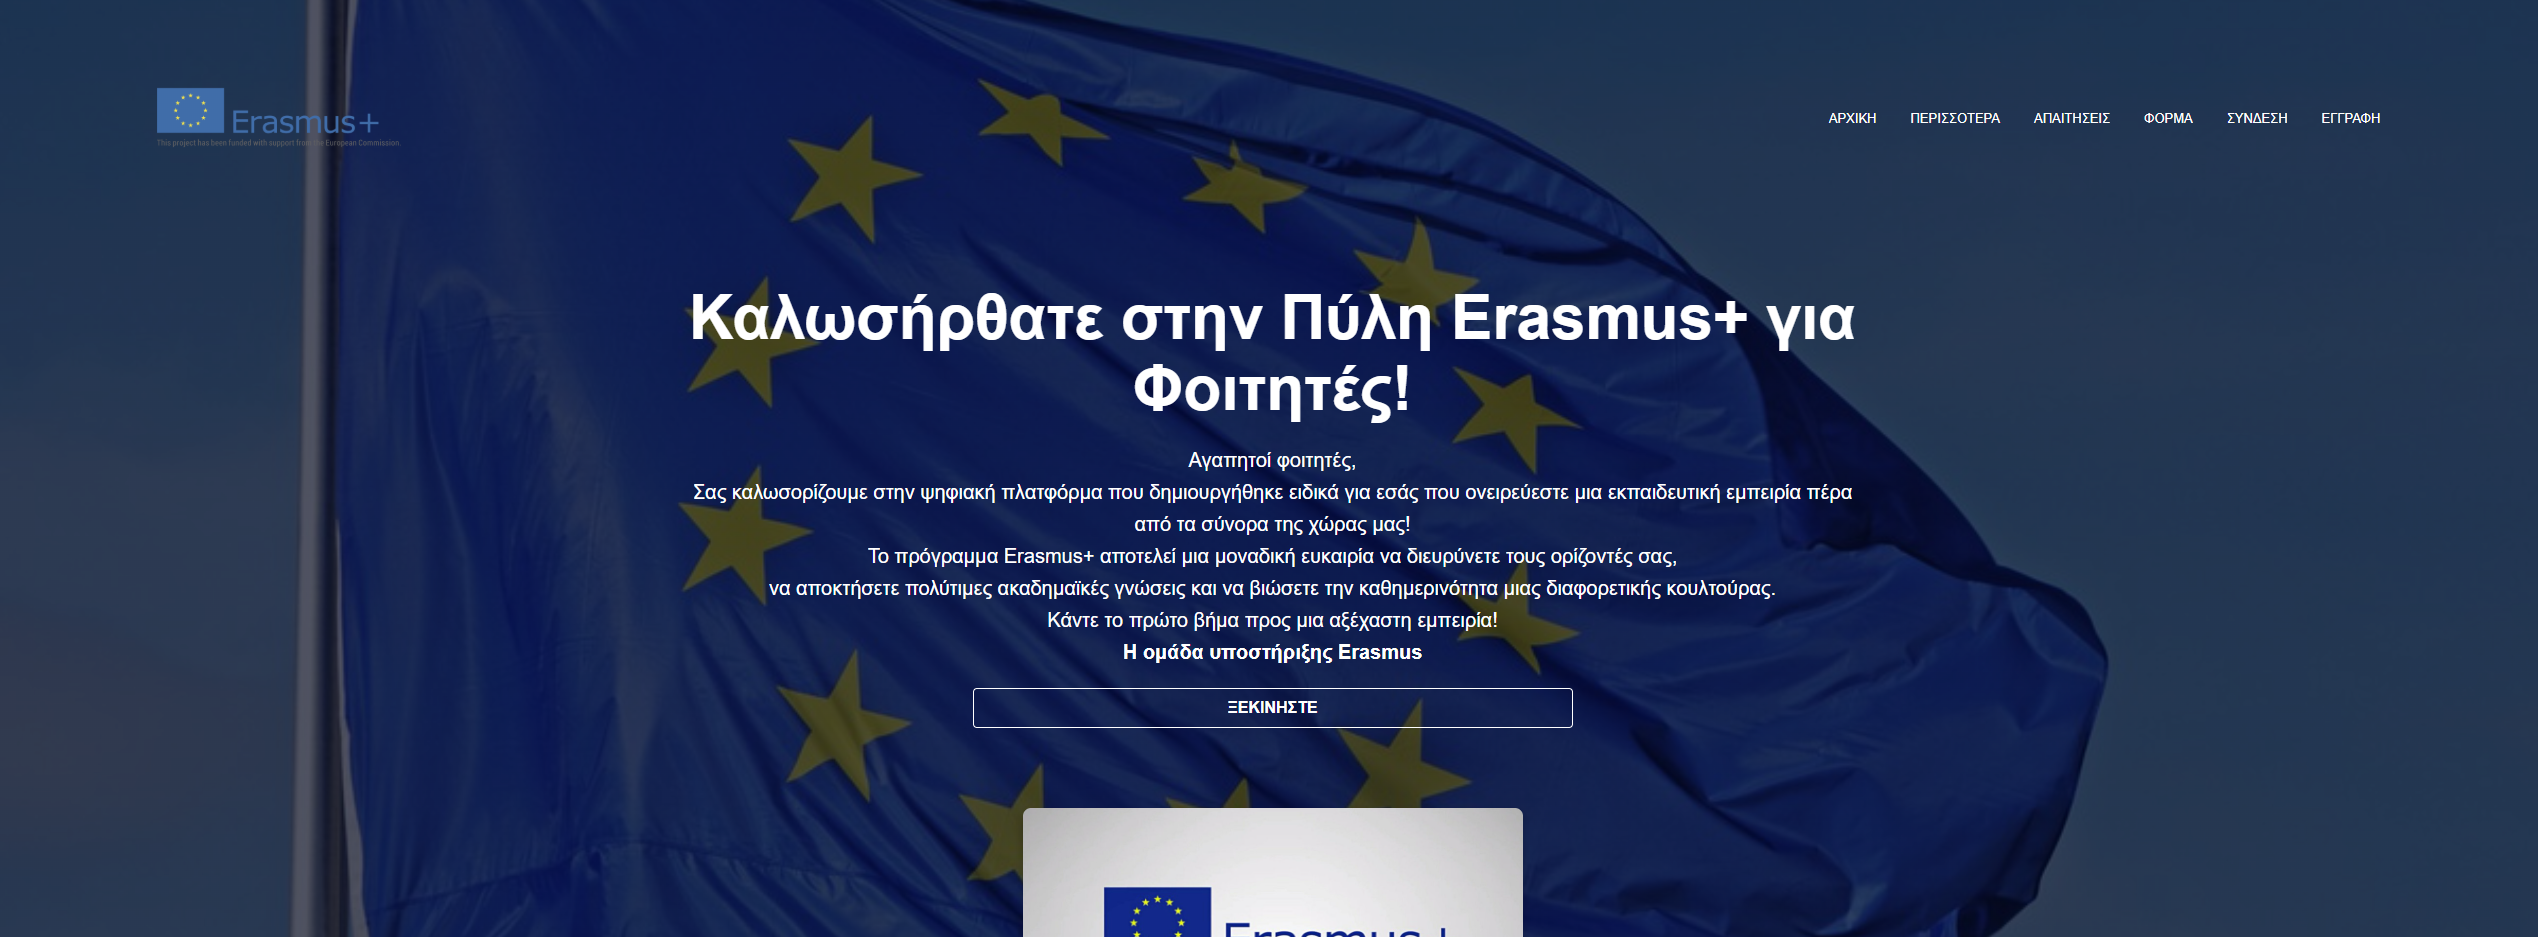 Erasmus+
This project has been funded with support from the European Commission.
ΑΡΧΙΚΗ ΠΕΡΙΣΣΟΤΕΡΑ ΑΠΑΙΤΗΣΕΙΣ ΦΟΡΜΑ ΣΥΝΔΕΣΗ ΕΓΓΡΑΦΗ
Καλωσήρθατε στην Πύλη Erasmus+ για
Φοιτητές!
Αγαπητοί φοιτητές,
Σας καλωσορίζουμε στην ψηφιακή πλατφόρμα που δημιουργήθηκε ειδικά για εσάς που ονειρεύεστε μια εκπαιδευτική εμπειρία πέρα
από τα σύνορα της χώρας μας!
Το πρόγραμμα Erasmus+ αποτελεί μια μοναδική ευκαιρία να διευρύνετε τους ορίζοντές σας,
να αποκτήσετε πολύτιμες ακαδημαϊκές γνώσεις και να βιώσετε την καθημερινότητα μιας διαφορετικής κουλτούρας.
Κάντε το πρώτο βήμα προς μια αξέχαστη εμπειρία!
Η ομάδα υποστήριξης Erasmus
ΞΕΚΙΝΗΣΤΕ
Erasmus+